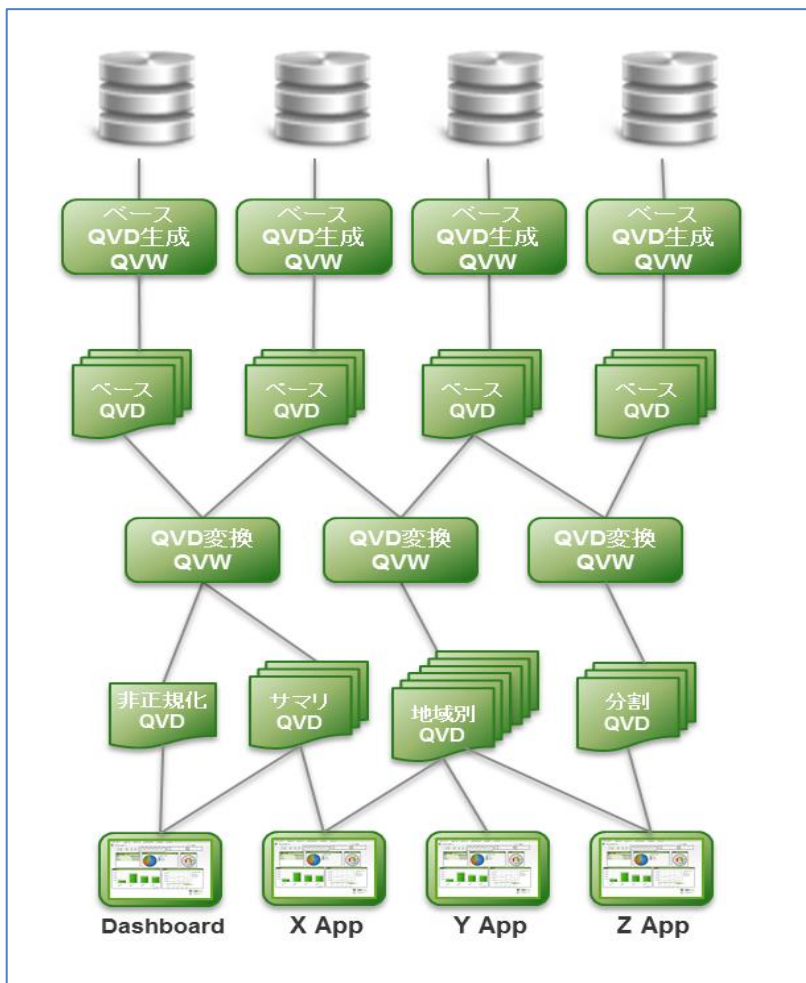 ベース
QVD生成
QVW
ベース
QVD生成
QVW
ベース
QVD生成
QVW
ベース
QVD生成
QVW
ベース
QVD
ベース
QVD
ベース
QVD
ベース
QVD
QVD変換
QVW
QVD変換
QVW
QVD変換
QVW
非正規化
QVD
サマリ
QVD
地域別
QVD
分割
QVD
Dashboard
X App
Y App
Z App